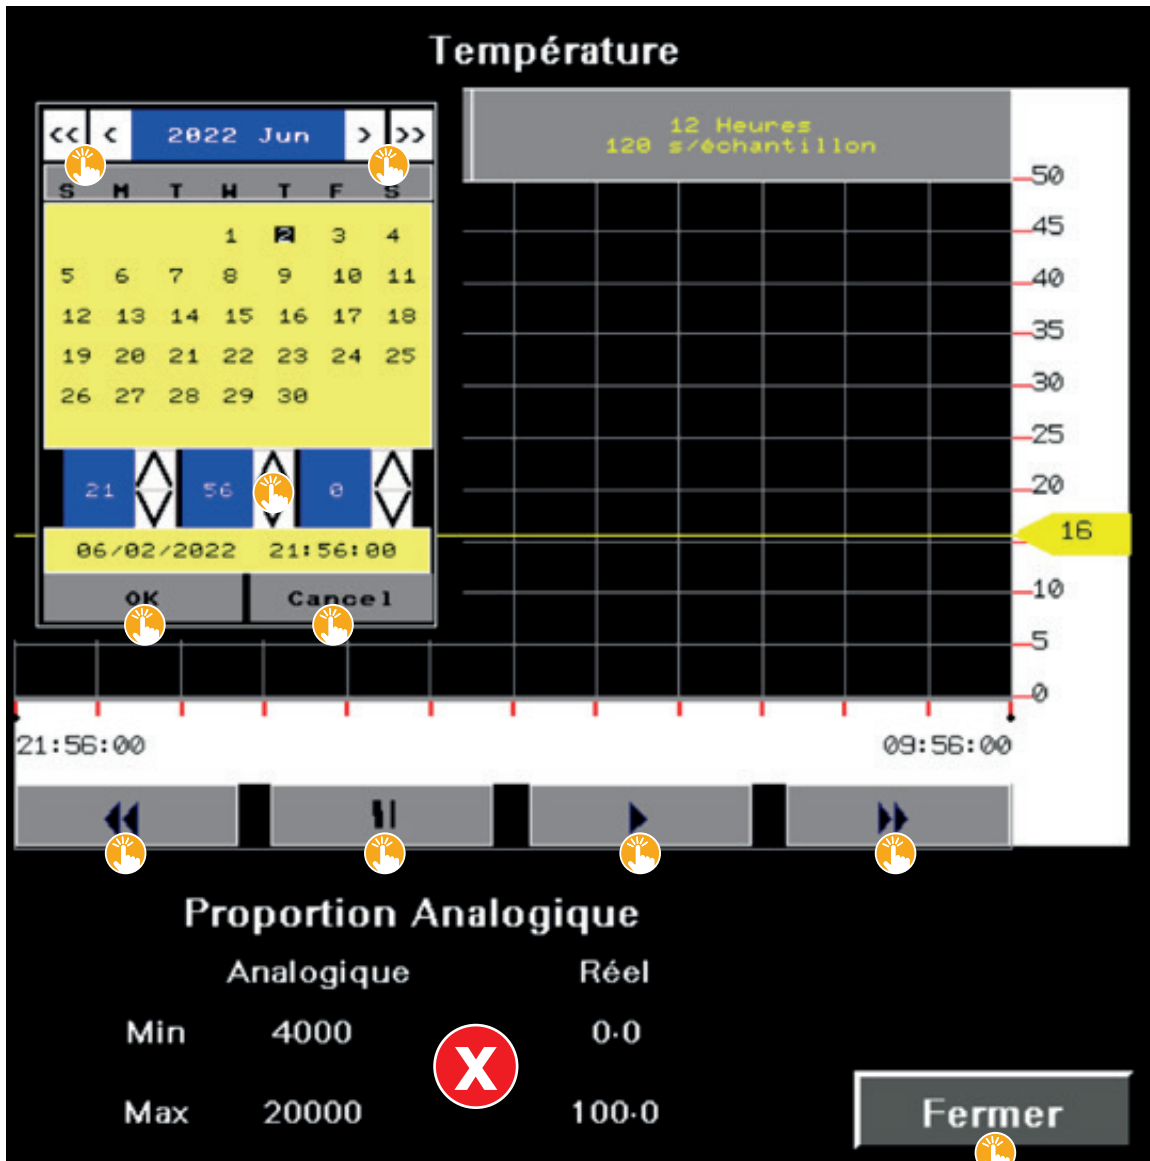 Température
<< < 2022 Jun > >>
S M T W T F S
1 2 3 4
5 6 7 8 9 10 11
12 13 14 15 16 17 18
19 20 21 22 23 24 25
26 27 28 29 30
21 56 0
06/02/2022 21:56:00
OK Cancel
12 Heures
120 s/échantillon
50
45
40
35
30
25
20
16
10
5
0
21:56:00 09:56:00
Proportion Analogique
Analogique Réel
Min 4000 0.0
X
Max 20000 100.0
Fermer